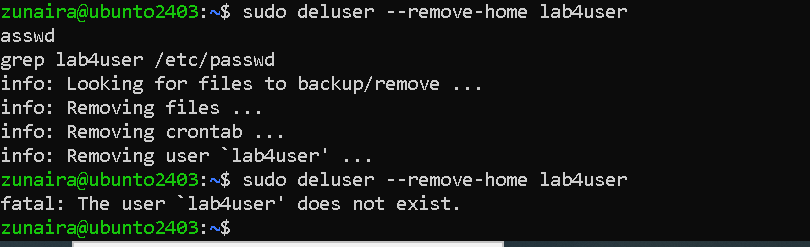 zunaira@ubunto2403:~$ sudo deluser --remove-home lab4user
asswd
grep lab4user /etc/passwd
info: Looking for files to backup/remove ...
info: Removing files ...
info: Removing crontab ...
info: Removing user `lab4user' ...
zunaira@ubunto2403:~$ sudo deluser --remove-home lab4user
fatal: The user `lab4user' does not exist.
zunaira@ubunto2403:~$